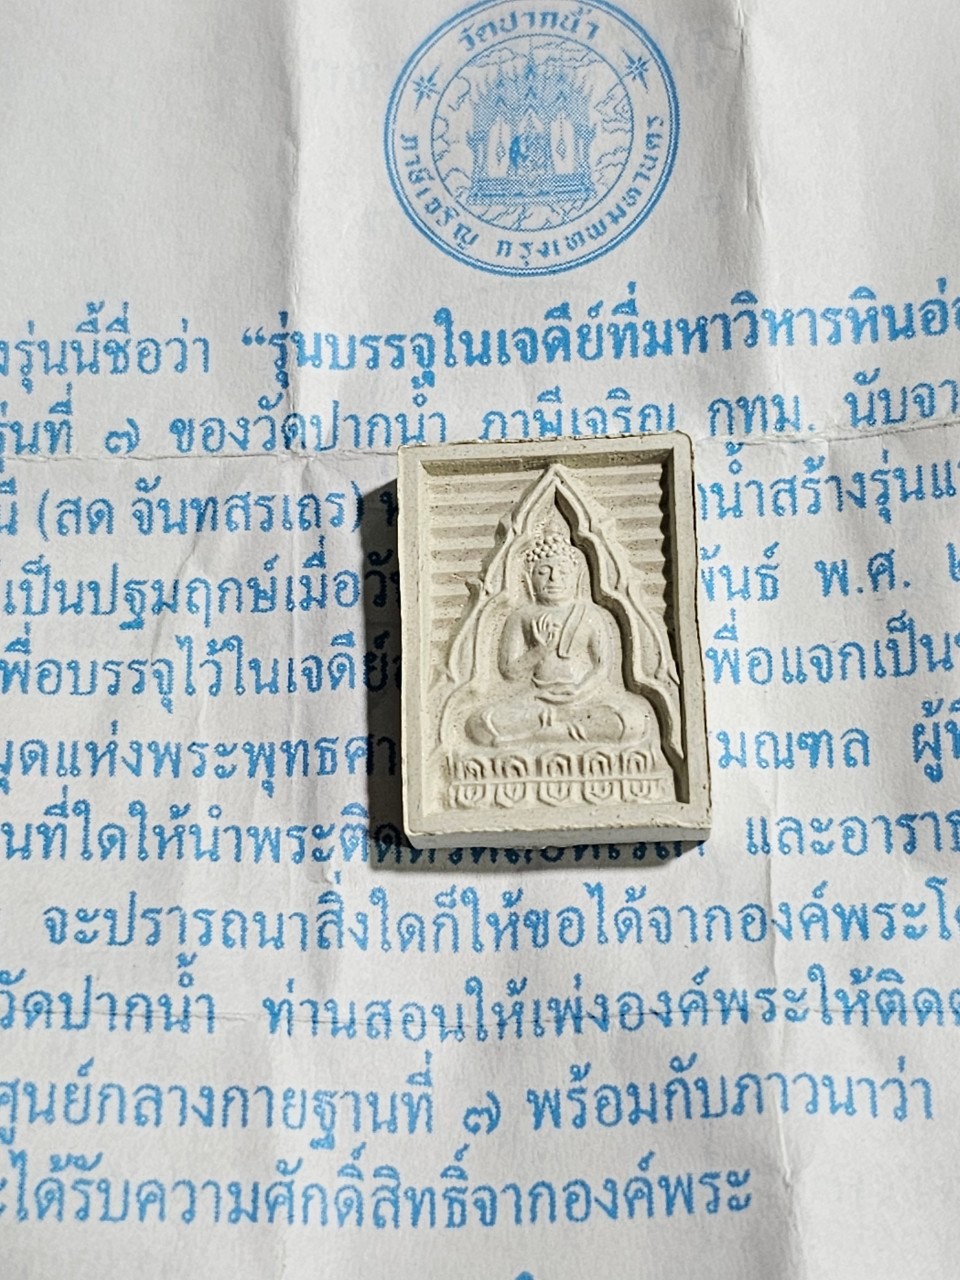 วัดปากน้ำ
ภาษีเจริญ กรุงเทพมหานคร
งรุ่นนี้ชื่อว่า “รุ่นบรรจุในเจดีย์ที่มหาวิหารหินอ่
รุ่นที่ ๗ ของวัดปากน้ำ ภาษีเจริญ กทม. นับจา
นี (สด จันทสรเถร) น้ำสร้างรุ่นแ
เป็นปฐมฤกษ์เมื่อวั พันธ์ พ.ศ. ๒
พื่อบรรจุไว้ในเจดีย์ พื่อแจกเป็น
มุดแห่งพระพุทธศา มณฑล ผู้
นที่ใดให้นำพระติด และอารา
จะปรารถนาสิ่งใดก็ให้ขอได้จากองค์พระโ
วัดปากน้ำ ท่านสอนให้เพ่งองค์พระให้ติด
ศูนย์กลางกายฐานที่ ๗ พร้อมกับภาวนาว่า
ะได้รับความศักดิ์สิทธิ์จากองค์พระ